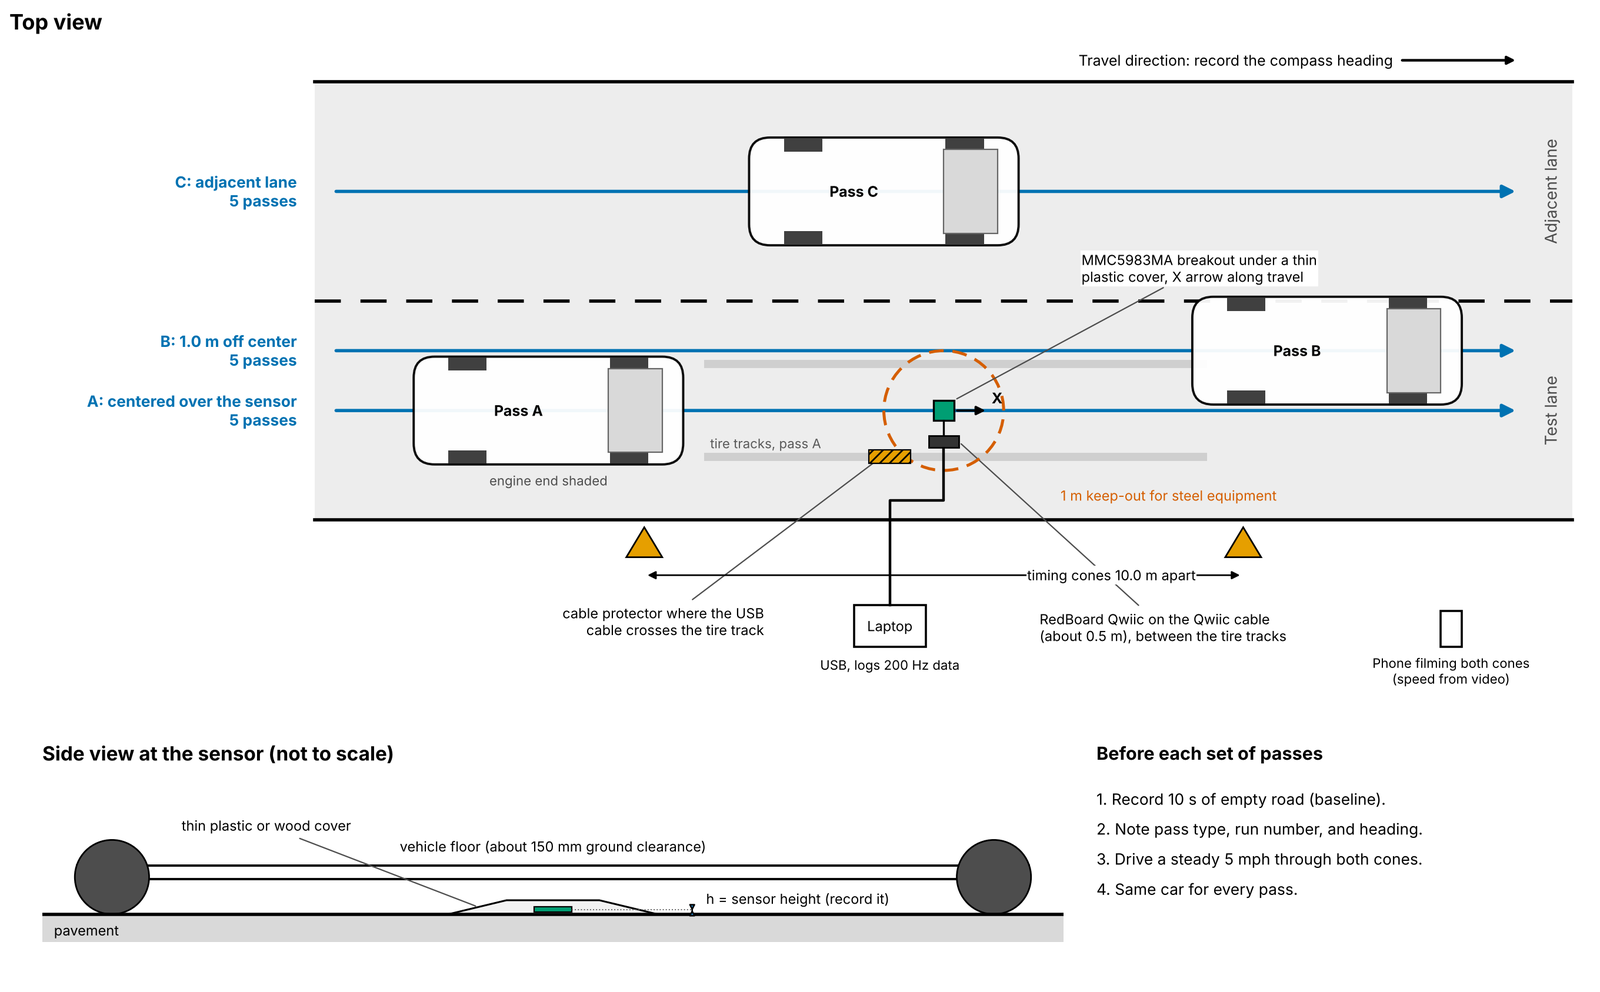 Top view
Travel direction: record the compass heading
C: adjacent lane
5 passes
Pass C
Adjacent lane
MMC5983MA breakout under a thin
plastic cover, X arrow along travel
B: 1.0 m off center
5 passes
Pass B
A: centered over the sensor
5 passes
Pass A
X
Test lane
tire tracks, pass A
engine end shaded
1 m keep-out for steel equipment
timing cones 10.0 m apart
cable protector where the USB
cable crosses the tire track
Laptop
USB, logs 200 Hz data
RedBoard Qwiic on the Qwiic cable
(about 0.5 m), between the tire tracks
Phone filming both cones
(speed from video)
Side view at the sensor (not to scale)
thin plastic or wood cover
vehicle floor (about 150 mm ground clearance)
h = sensor height (record it)
pavement
Before each set of passes
1. Record 10 s of empty road (baseline).
2. Note pass type, run number, and heading.
3. Drive a steady 5 mph through both cones.
4. Same car for every pass.